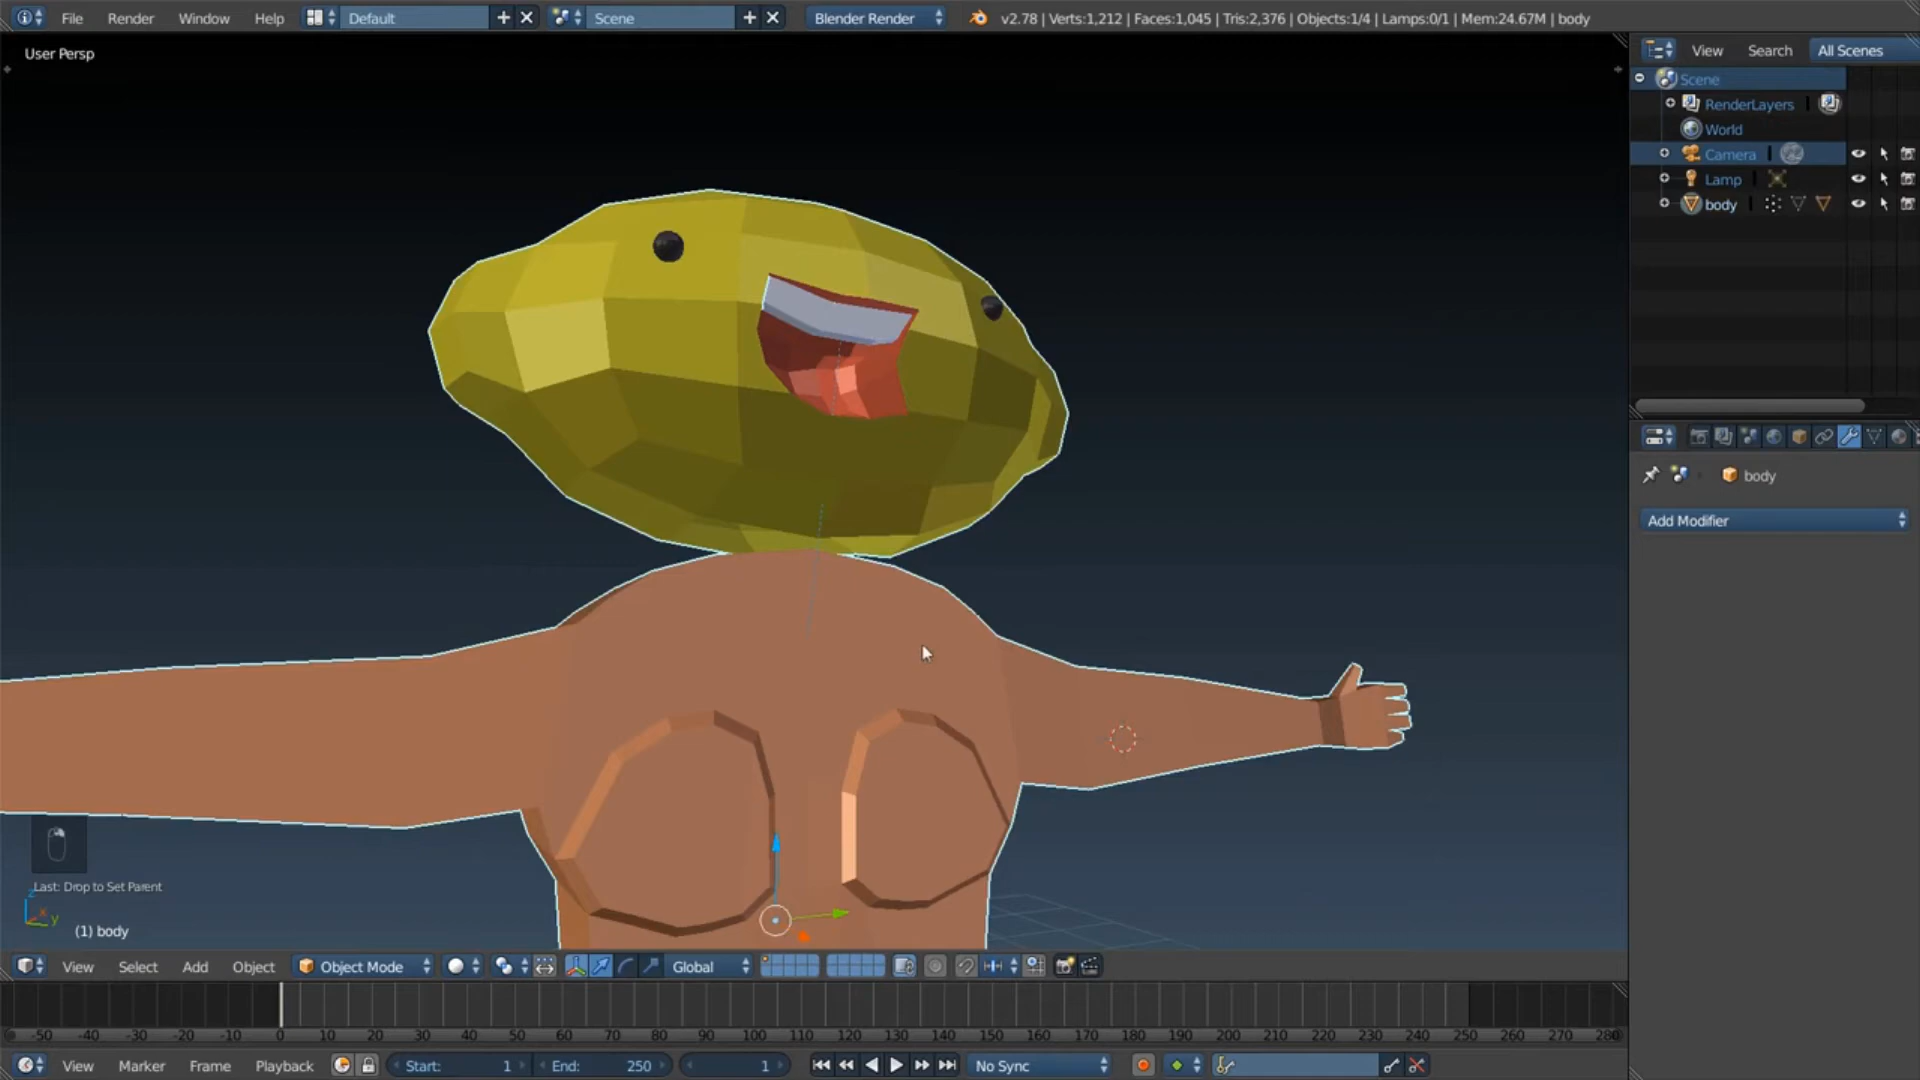 File Render Window Help Default Scene Blender Render v2.78 | Verts:1,212 | Faces:1,045 | Tris:2,376 | Objects:1/4 | Lamps:0/1 | Mem:24.67M | body
User Persp
View Search All Scenes
Scene
RenderLayers
World
Camera
Lamp
body
body
Add Modifier
Last: Drop to Set Parent
z
y
(1) body
View Select Add Object Object Mode Global
-50 -40 -30 -20 -10 0 10 20 30 40 50 60 70 80 90 100 110 120 130 140 150 160 170 180 190 200 210 220 230 240 250 260 270 280
View Marker Frame Playback Start: 1 End: 250 1 No Sync